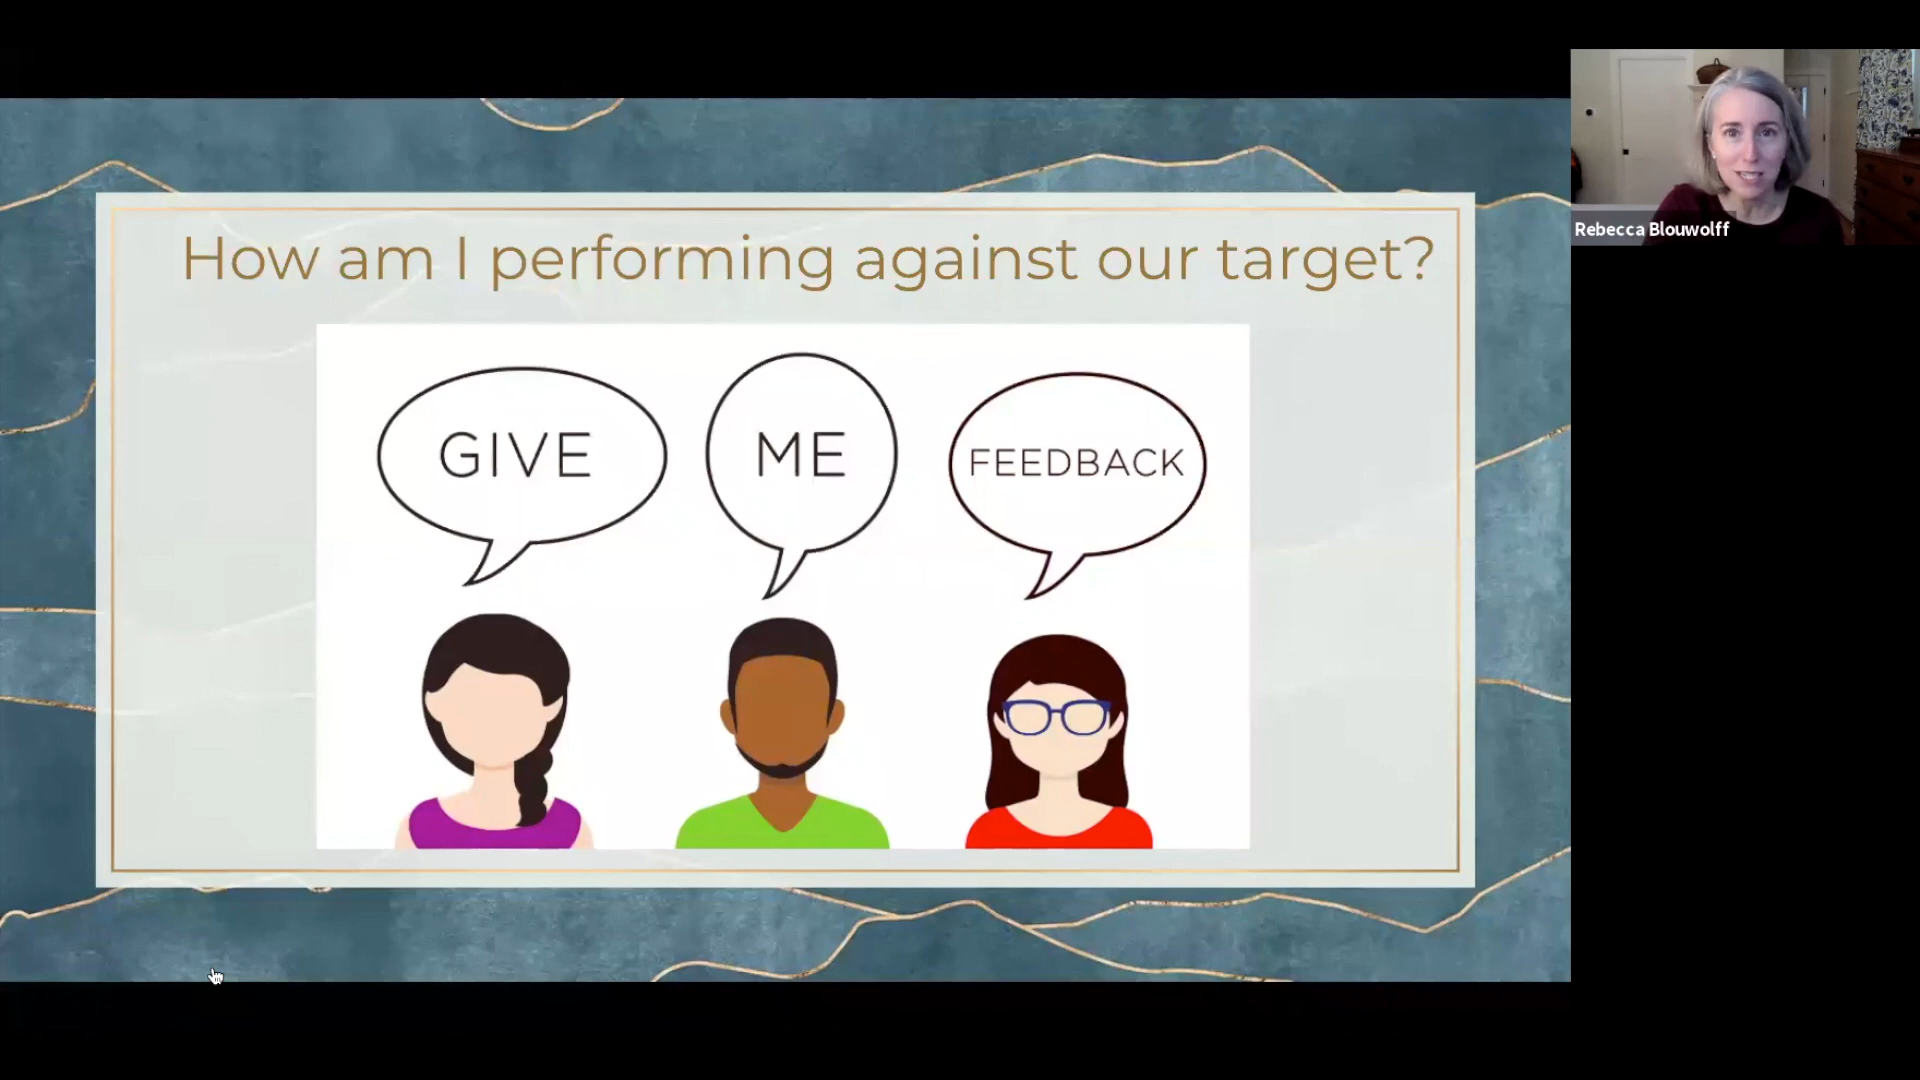 How am I performing against our target?
GIVE
ME
FEEDBACK
Rebecca Blouwolff